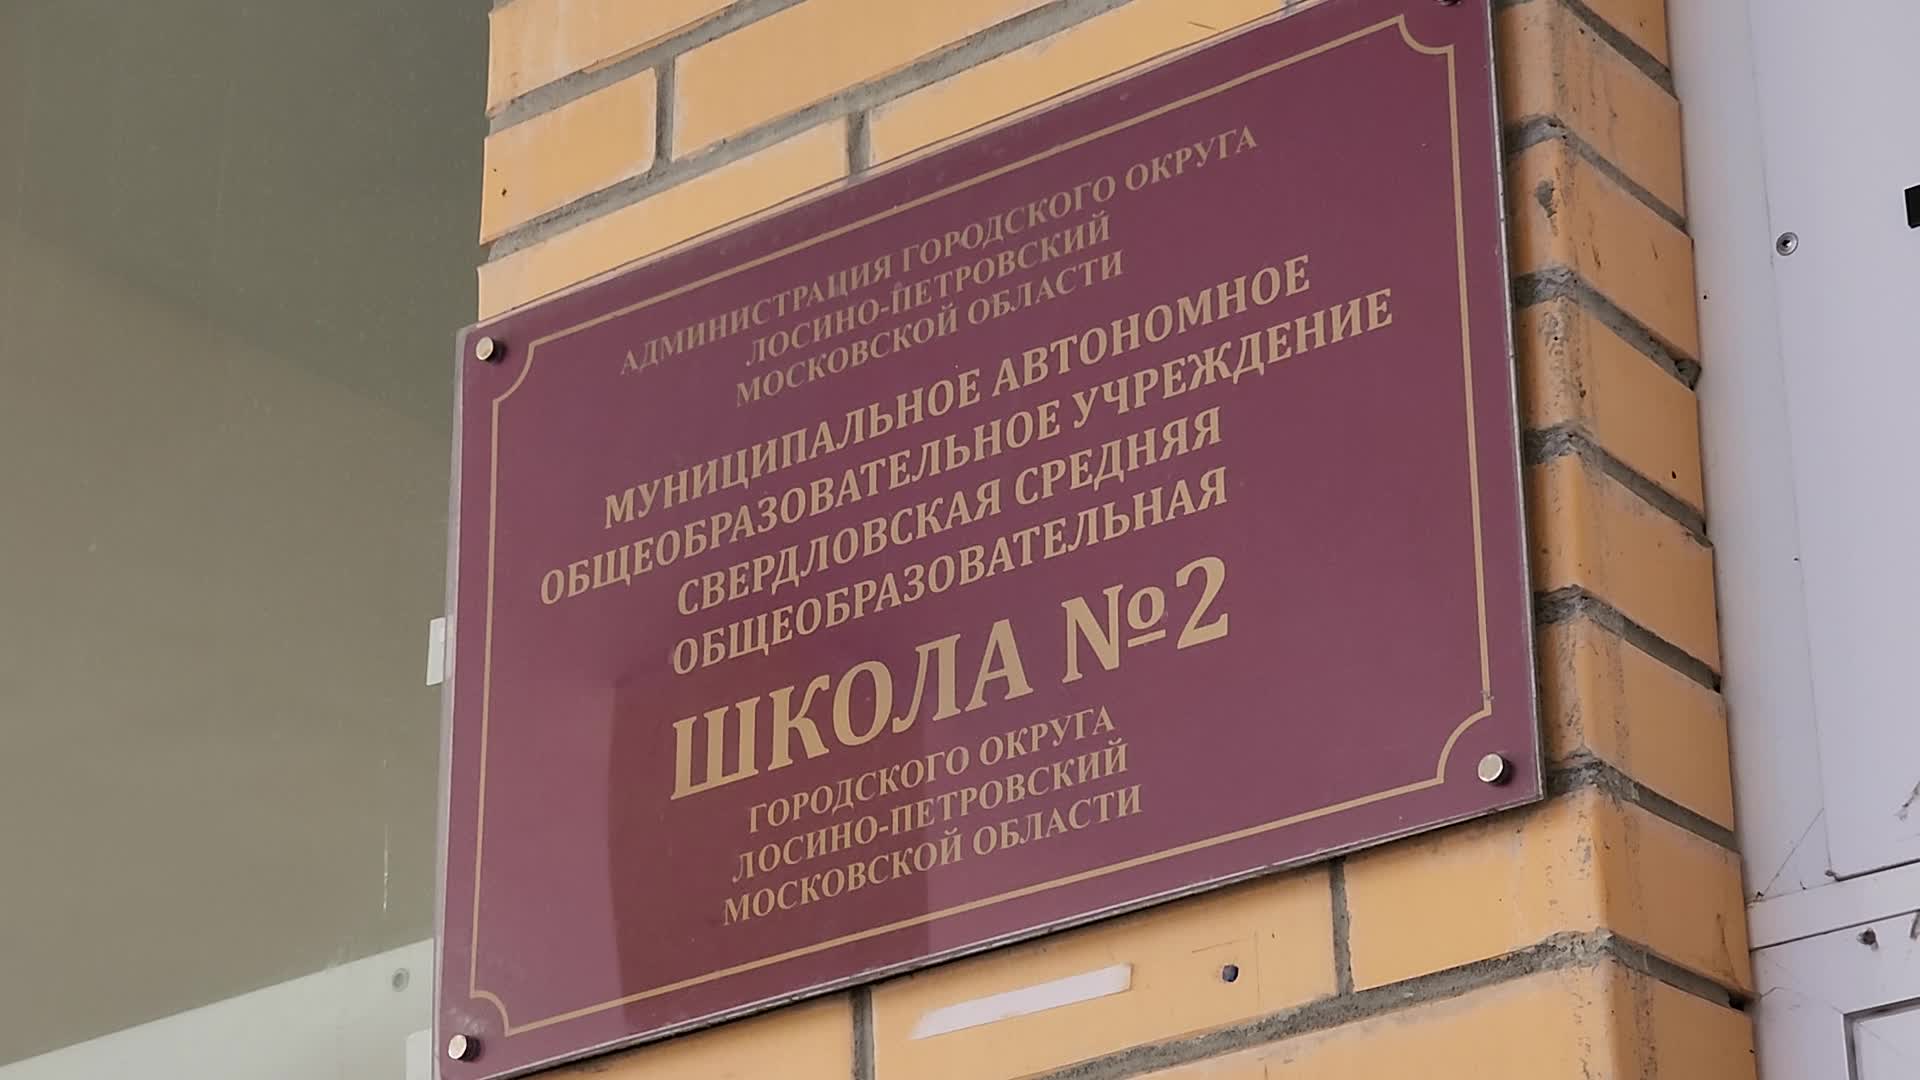 АДМИНИСТРАЦИЯ ГОРОДСКОГО ОКРУГА
ЛОСИНО-ПЕТРОВСКИЙ
МОСКОВСКОЙ ОБЛАСТИ
МУНИЦИПАЛЬНОЕ АВТОНОМНОЕ
ОБЩЕОБРАЗОВАТЕЛЬНОЕ УЧРЕЖДЕНИЕ
СВЕРДЛОВСКАЯ СРЕДНЯЯ
ОБЩЕОБРАЗОВАТЕЛЬНАЯ
ШКОЛА №2
ГОРОДСКОГО ОКРУГА
ЛОСИНО-ПЕТРОВСКИЙ
МОСКОВСКОЙ ОБЛАСТИ